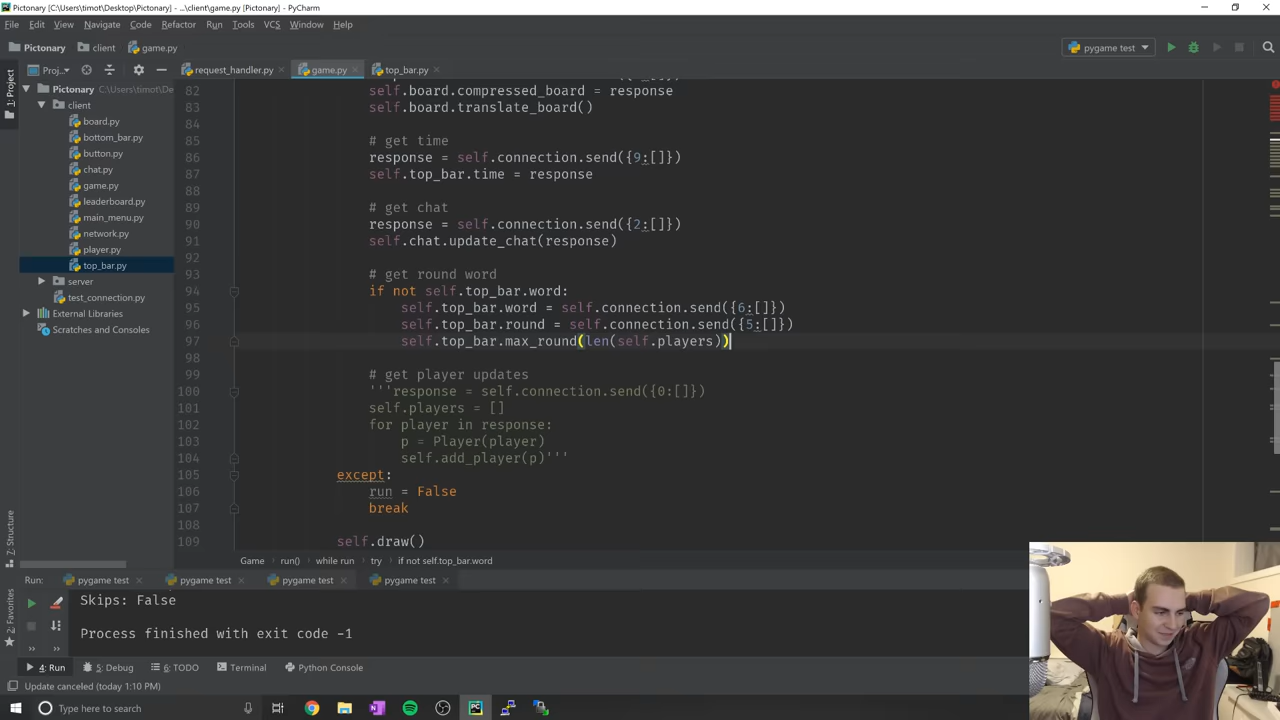 Pictonary [C:\Users\timot\Desktop\Pictonary] - ...\client\game.py [Pictonary] - PyCharm
File Edit View Navigate Code Refactor Run Tools VCS Window Help
Pictonary client game.py pygame test
Proj... request_handler.py game.py top_bar.py
1: Project
Pictonary C:\Users\timot\De
client
board.py
bottom_bar.py
button.py
chat.py
game.py
leaderboard.py
main_menu.py
network.py
player.py
top_bar.py
server
test_connection.py
External Libraries
Scratches and Consoles
82 self.board.compressed_board = response
83 self.board.translate_board()
84
85 # get time
86 response = self.connection.send({9:[]})
87 self.top_bar.time = response
88
89 # get chat
90 response = self.connection.send({2:[]})
91 self.chat.update_chat(response)
92
93 # get round word
94 if not self.top_bar.word:
95 self.top_bar.word = self.connection.send({6:[]})
96 self.top_bar.round = self.connection.send({5:[]})
97 self.top_bar.max_round(len(self.players))
98
99 # get player updates
100 '''response = self.connection.send({0:[]})
101 self.players = []
102 for player in response:
103 p = Player(player)
104 self.add_player(p)'''
105 except:
106 run = False
107 break
108
109 self.draw()
Game run() while run try if not self.top_bar.word
7: Structure
2: Favorites
Run: pygame test pygame test pygame test pygame test
Skips: False
Process finished with exit code -1
4: Run 5: Debug 6: TODO Terminal Python Console
Update canceled (today 1:10 PM)
Type here to search